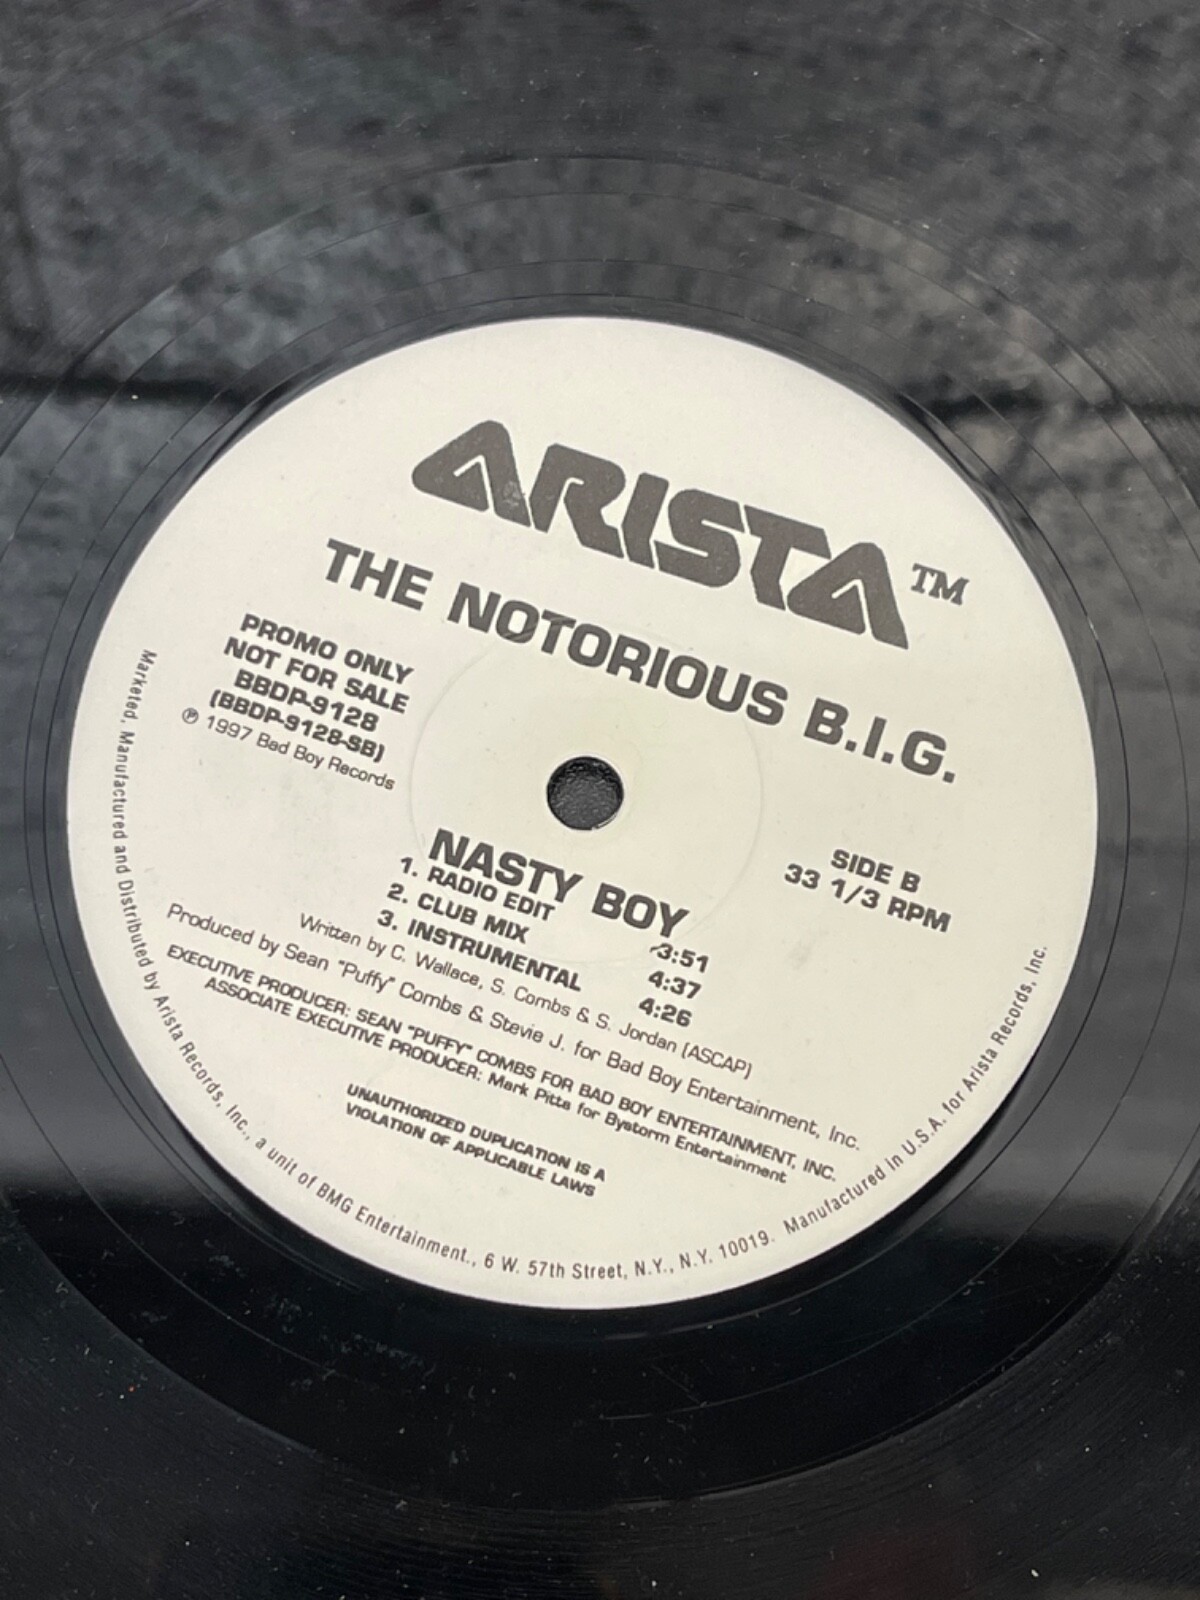 ARISTA™
THE NOTORIOUS B.I.G.
PROMO ONLY
NOT FOR SALE
BBDP-9128
(BBDP-9128-SB)
℗ 1997 Bad Boy Records
SIDE B
33 1/3 RPM
NASTY BOY
1. RADIO EDIT 3:51
2. CLUB MIX 4:37
3. INSTRUMENTAL 4:26
Written by C. Wallace, S. Combs & S. Jordan (ASCAP)
Produced by Sean "Puffy" Combs & Stevie J. for Bad Boy Entertainment, Inc.
EXECUTIVE PRODUCER: SEAN "PUFFY" COMBS FOR BAD BOY ENTERTAINMENT, INC.
ASSOCIATE EXECUTIVE PRODUCER: Mark Pitts for Bystorm Entertainment
UNAUTHORIZED DUPLICATION IS A
VIOLATION OF APPLICABLE LAWS
Marketed, Manufactured and Distributed by Arista Records, Inc., a unit of BMG Entertainment., 6 W. 57th Street, N.Y., N.Y. 10019. Manufactured in U.S.A. for Arista Records, Inc.